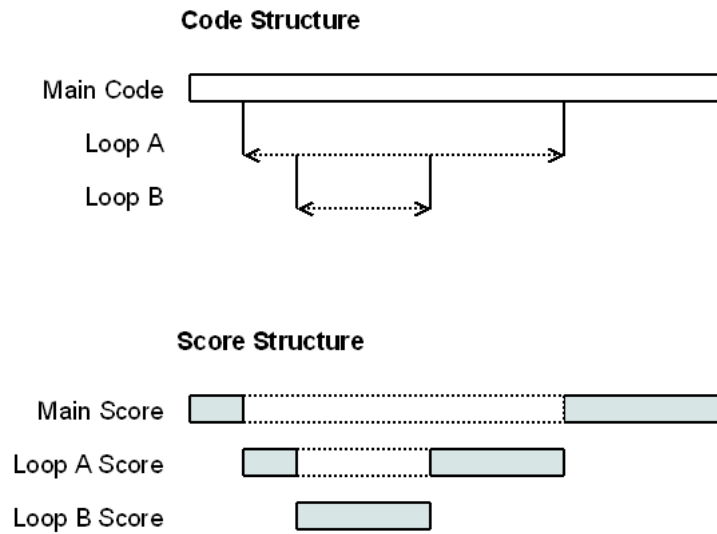 Code Structure
Main Code
Loop A
Loop B
Score Structure
Main Score
Loop A Score
Loop B Score